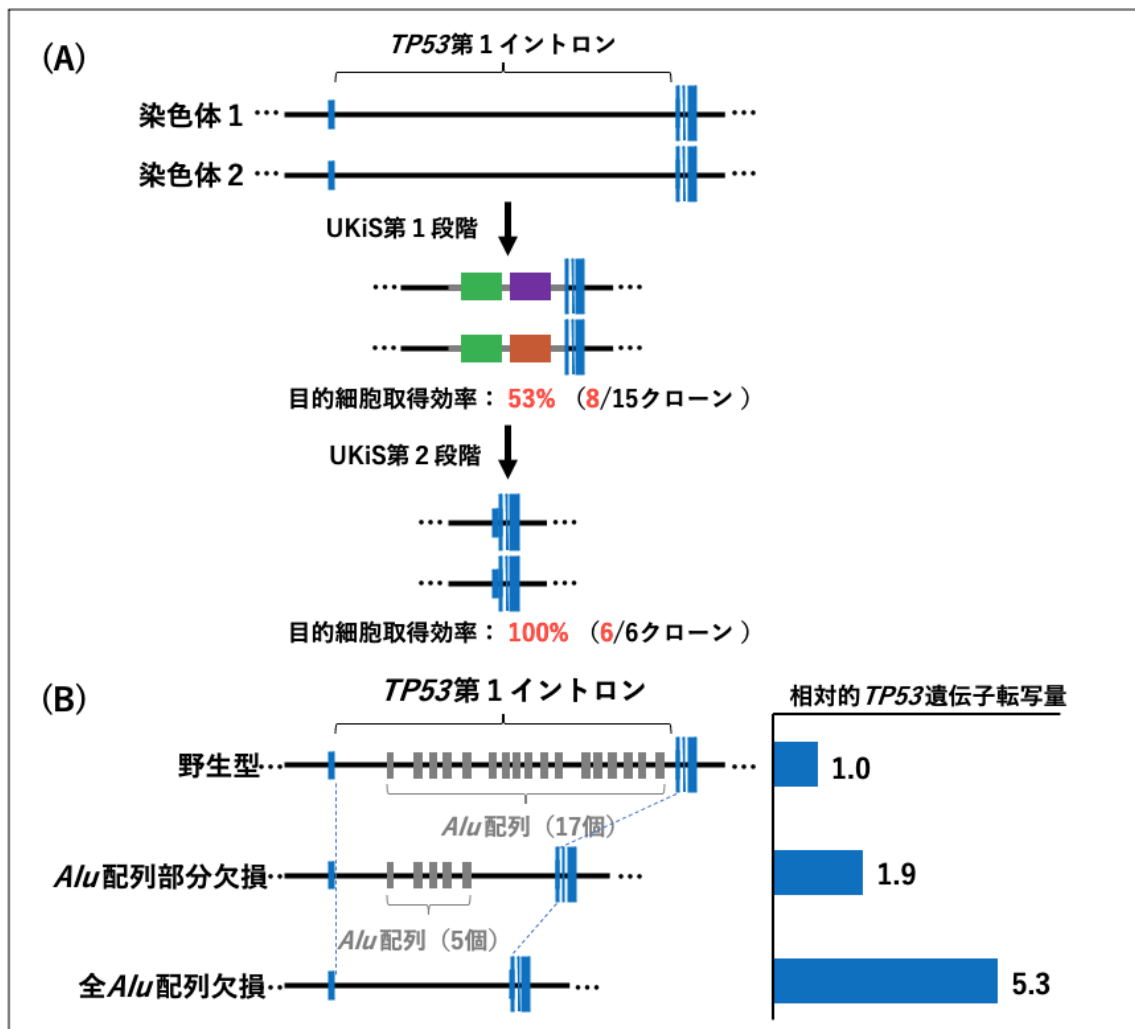 (A)
TP53第1イントロン
染色体1 … …
染色体2 … …
UKiS第1段階
… …
… …
目的細胞取得効率： 53% （8/15クローン ）
UKiS第2段階
… …
… …
目的細胞取得効率： 100% （6/6クローン ）
(B)
TP53第1イントロン
相対的TP53遺伝子転写量
野生型… …
1.0
Alu配列（17個）
Alu配列部分欠損… …
1.9
Alu配列（5個）
全Alu配列欠損… …
5.3